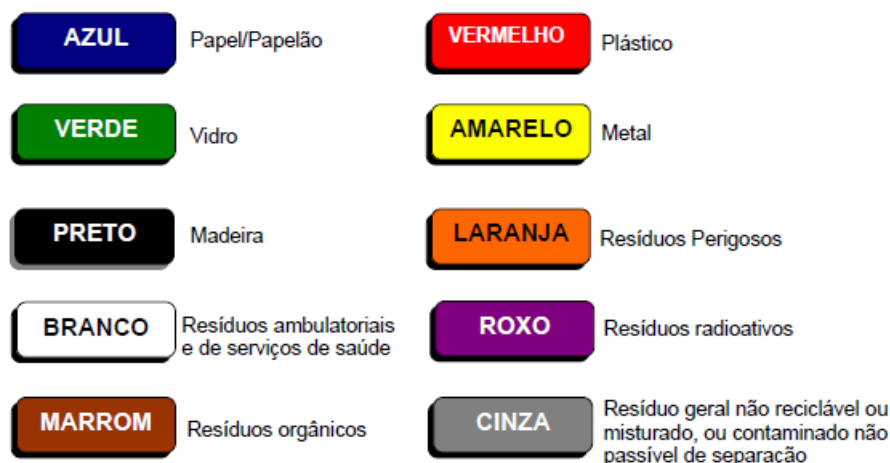 AZUL
Papel/Papelão
VERMELHO
Plástico
VERDE
Vidro
AMARELO
Metal
PRETO
Madeira
LARANJA
Resíduos Perigosos
BRANCO
Resíduos ambulatoriais
e de serviços de saúde
ROXO
Resíduos radioativos
MARROM
Resíduos orgânicos
CINZA
Resíduo geral não reciclável ou
misturado, ou contaminado não
passível de separação